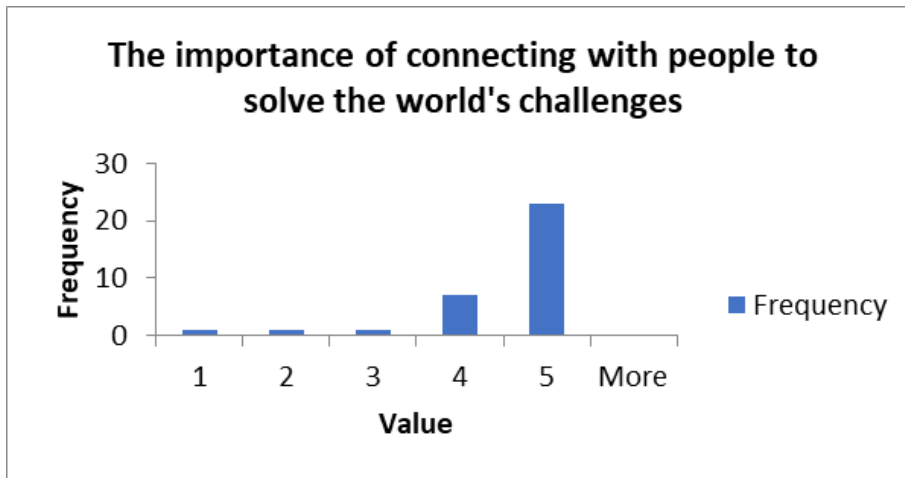 The importance of connecting with people to
solve the world's challenges
30
20
10
0
Frequency
1 2 3 4 5 More
Value
Frequency